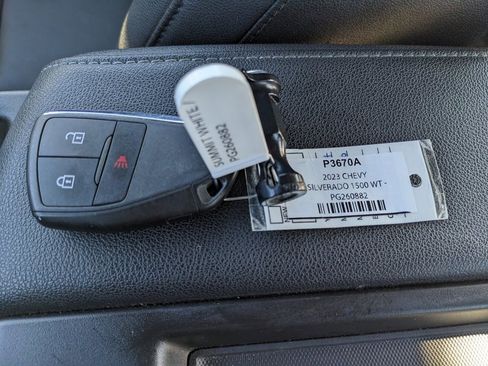 SUMMIT WHITE /
PG260882
P3670A
2023 CHEVY
SILVERADO 1500 WT -
PG260882